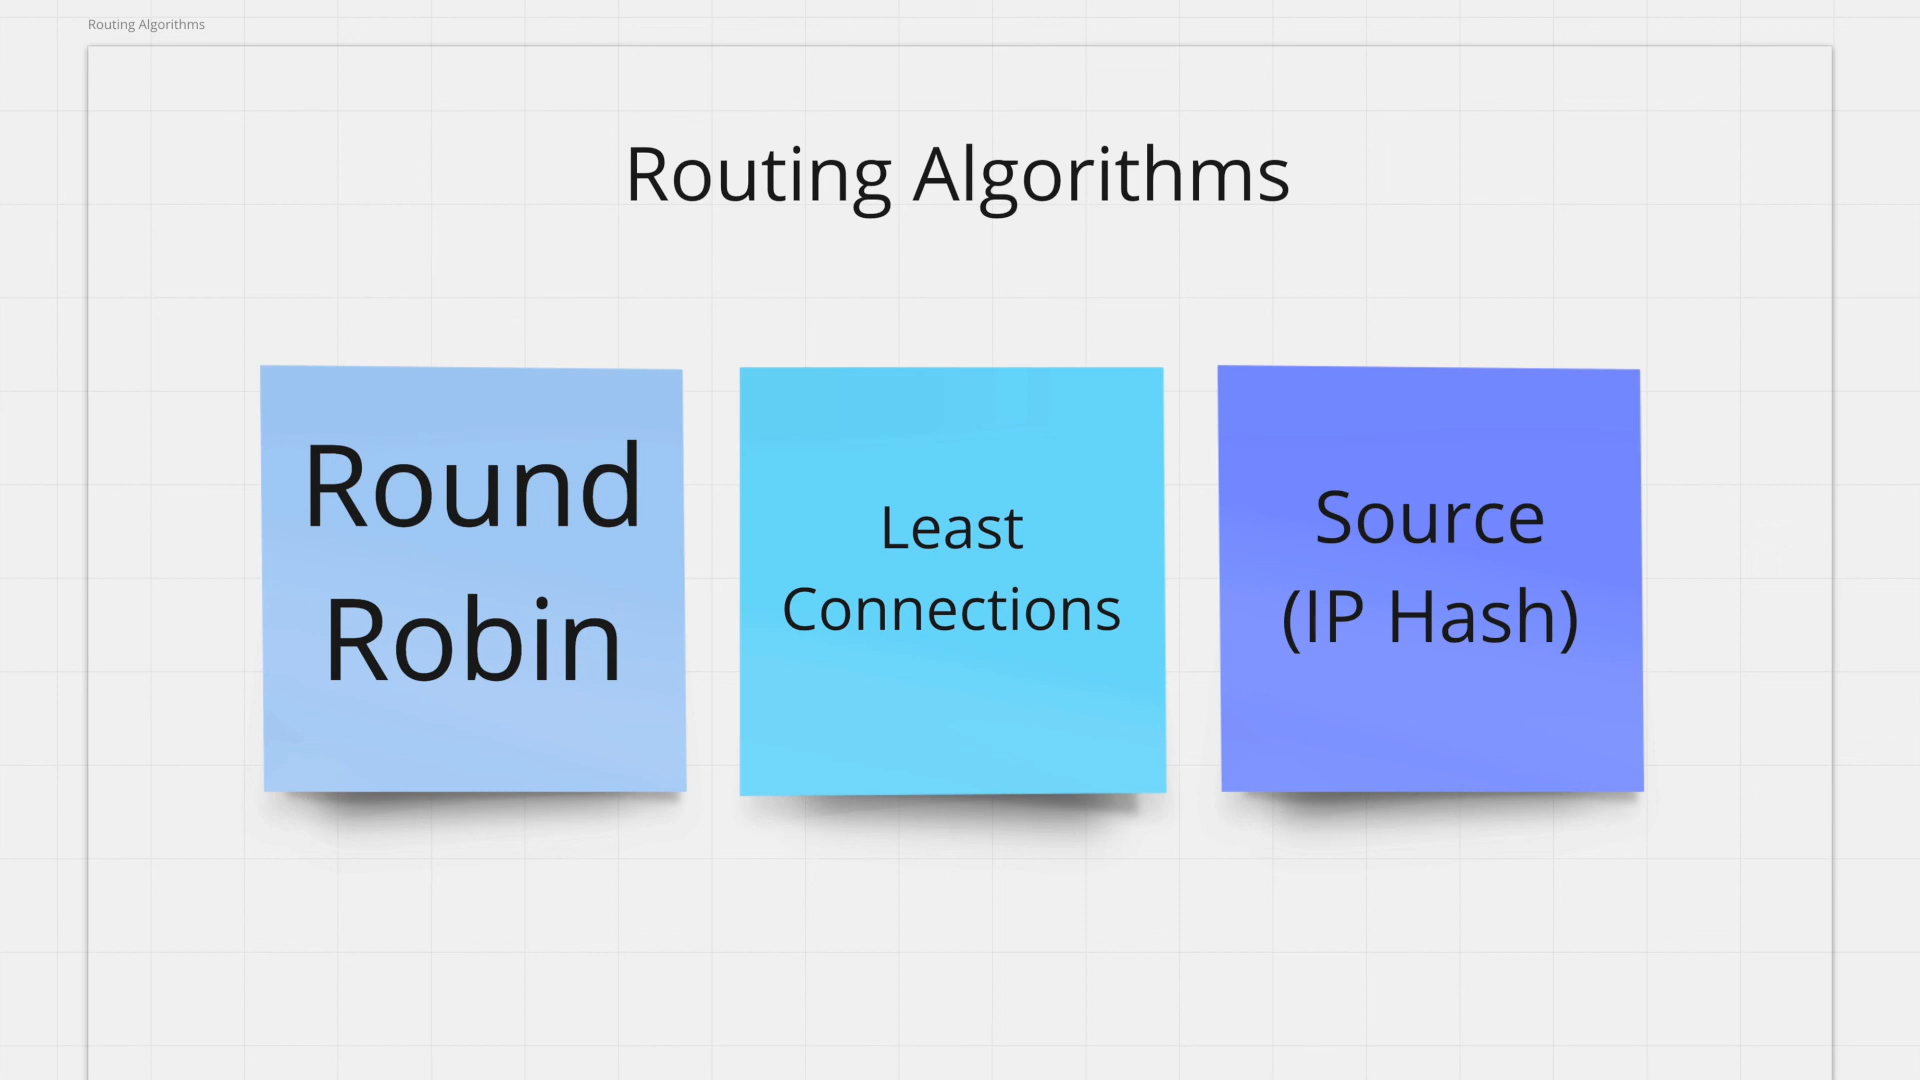 Routing Algorithms
Routing Algorithms
Round
Robin
Least
Connections
Source
(IP Hash)